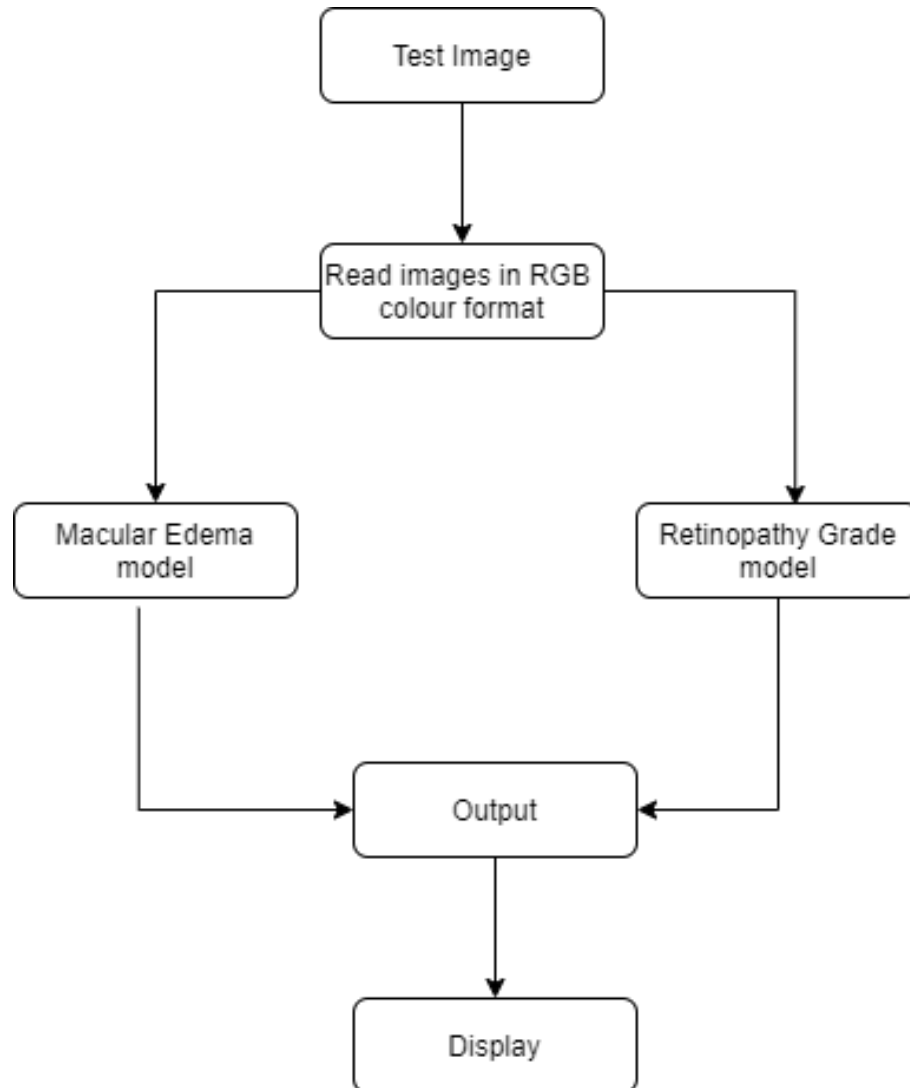 Test Image
Read images in RGB
colour format
Macular Edema
model
Retinopathy Grade
model
Output
Display